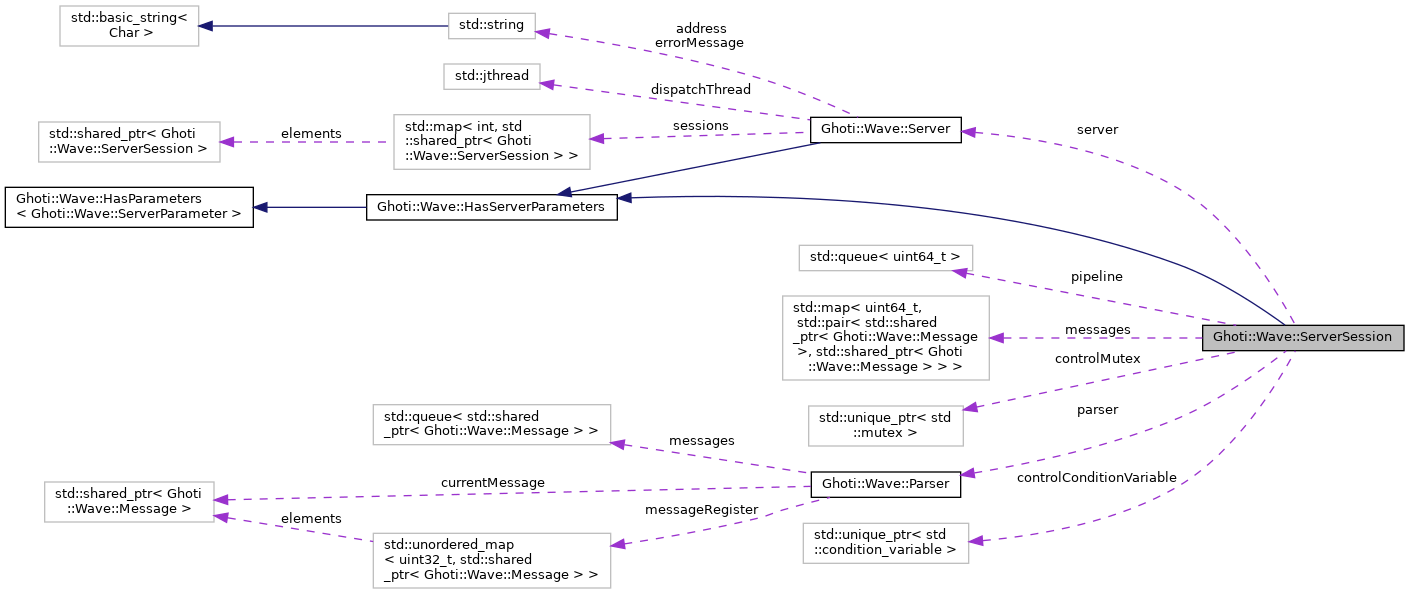 std::basic_string<
Char >
std::string
address
errorMessage
std::jthread
dispatchThread
std::shared_ptr< Ghoti
::Wave::ServerSession >
elements
std::map< int, std
::shared_ptr< Ghoti
::Wave::ServerSession > >
sessions
Ghoti::Wave::Server
server
Ghoti::Wave::HasParameters
< Ghoti::Wave::ServerParameter >
Ghoti::Wave::HasServerParameters
std::queue< uint64_t >
pipeline
std::map< uint64_t,
std::pair< std::shared
_ptr< Ghoti::Wave::Message
>, std::shared_ptr< Ghoti
::Wave::Message > > >
messages
Ghoti::Wave::ServerSession
controlMutex
std::unique_ptr< std
::mutex >
parser
std::queue< std::shared
_ptr< Ghoti::Wave::Message > >
messages
Ghoti::Wave::Parser
controlConditionVariable
std::shared_ptr< Ghoti
::Wave::Message >
currentMessage
elements
messageRegister
std::unordered_map
< uint32_t, std::shared
_ptr< Ghoti::Wave::Message > >
std::unique_ptr< std
::condition_variable >